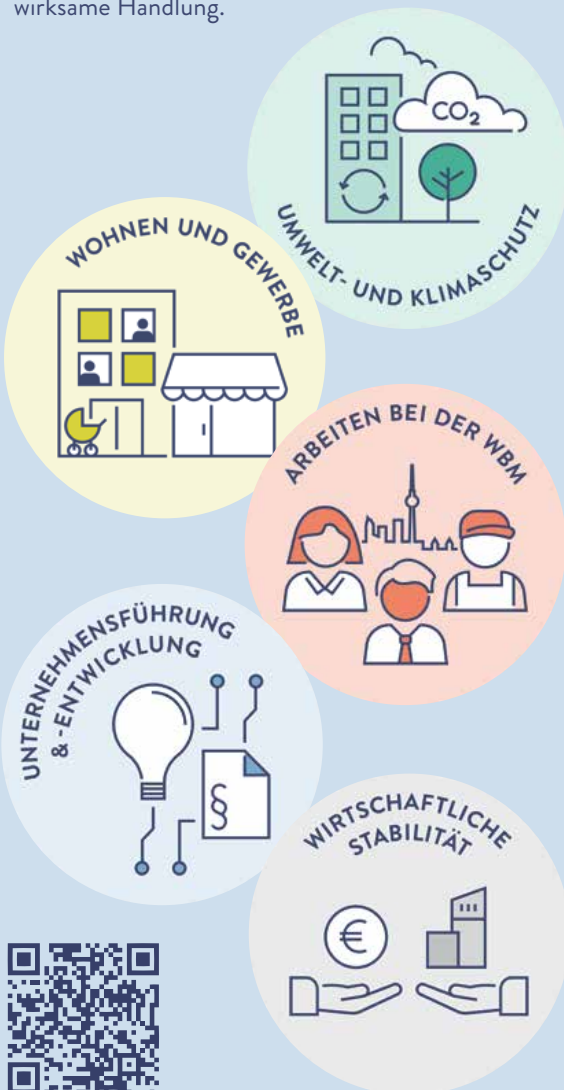 wirksame Handlung.
CO₂
UMWELT- UND KLIMASCHUTZ
WOHNEN UND GEWERBE
ARBEITEN BEI DER WBM
UNTERNEHMENSFÜHRUNG
& -ENTWICKLUNG
§
WIRTSCHAFTLICHE
STABILITÄT
€